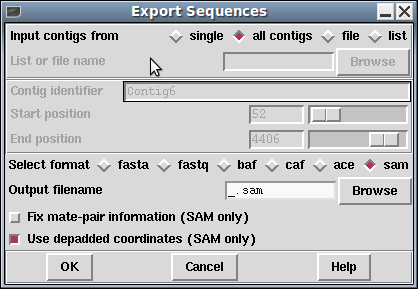 Export Sequences
Input contigs from single all contigs file list
List or file name Browse
Contig identifier Contig6
Start position 52
End position 4406
Select format fasta fastq baf caf ace sam
Output filename _.sam Browse
Fix mate-pair information (SAM only)
Use depadded coordinates (SAM only)
OK Cancel Help